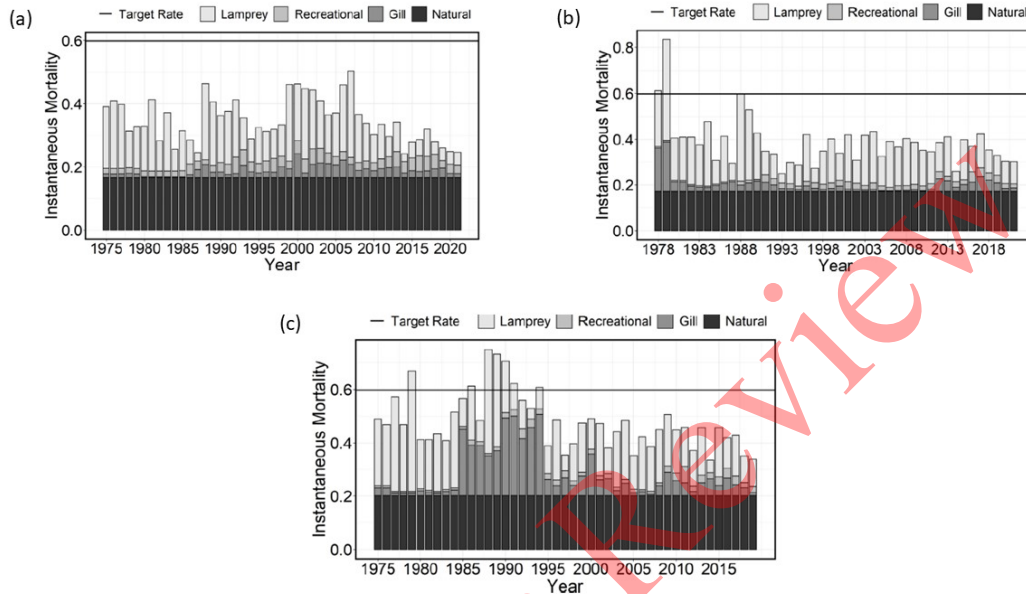 (a)
— Target Rate Lamprey Recreational Gill Natural
Instantaneous Mortality
0.6
0.4
0.2
0.0
1975 1980 1985 1990 1995 2000 2005 2010 2015 2020
Year
(b)
— Target Rate Lamprey Recreational Gill Natural
Instantaneous Mortality
0.8
0.6
0.4
0.2
0.0
1978 1983 1988 1993 1998 2003 2008 2013 2018
Year
(c)
— Target Rate Lamprey Recreational Gill Natural
Instantaneous Mortality
0.6
0.4
0.2
0.0
1975 1980 1985 1990 1995 2000 2005 2010 2015
Year
Review